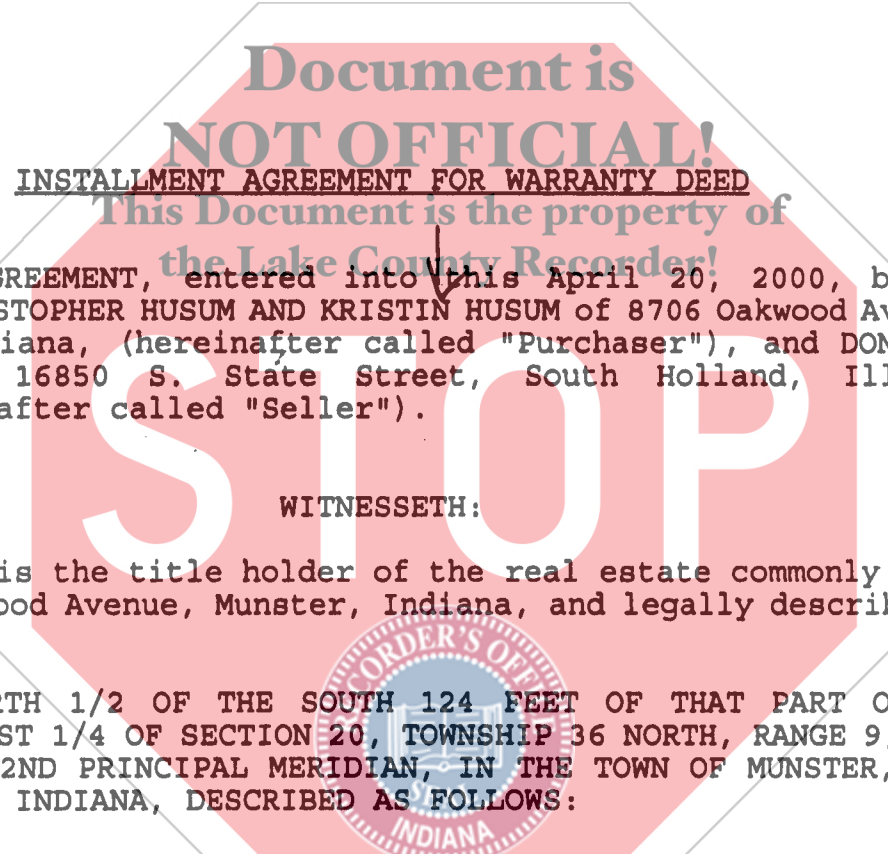 Document is
NOT OFFICIAL!
INSTALLMENT AGREEMENT FOR WARRANTY DEED
This Document is the property of
the Lake County Recorder!
GREEMENT, entered into this April 20, 2000, b
STOPHER HUSUM AND KRISTIN HUSUM of 8706 Oakwood Av
iana, (hereinafter called "Purchaser"), and DON
16850 S. State Street, South Holland, Ill
after called "Seller").
STOP
WITNESSETH:
is the title holder of the real estate commonly
ood Avenue, Munster, Indiana, and legally describ
RECORDER'S OFFICE
RTH 1/2 OF THE SOUTH 124 FEET OF THAT PART O
ST 1/4 OF SECTION 20, TOWNSHIP 36 NORTH, RANGE 9,
2ND PRINCIPAL MERIDIAN, IN THE TOWN OF MUNSTER,
INDIANA, DESCRIBED AS FOLLOWS:
SEAL
INDIANA